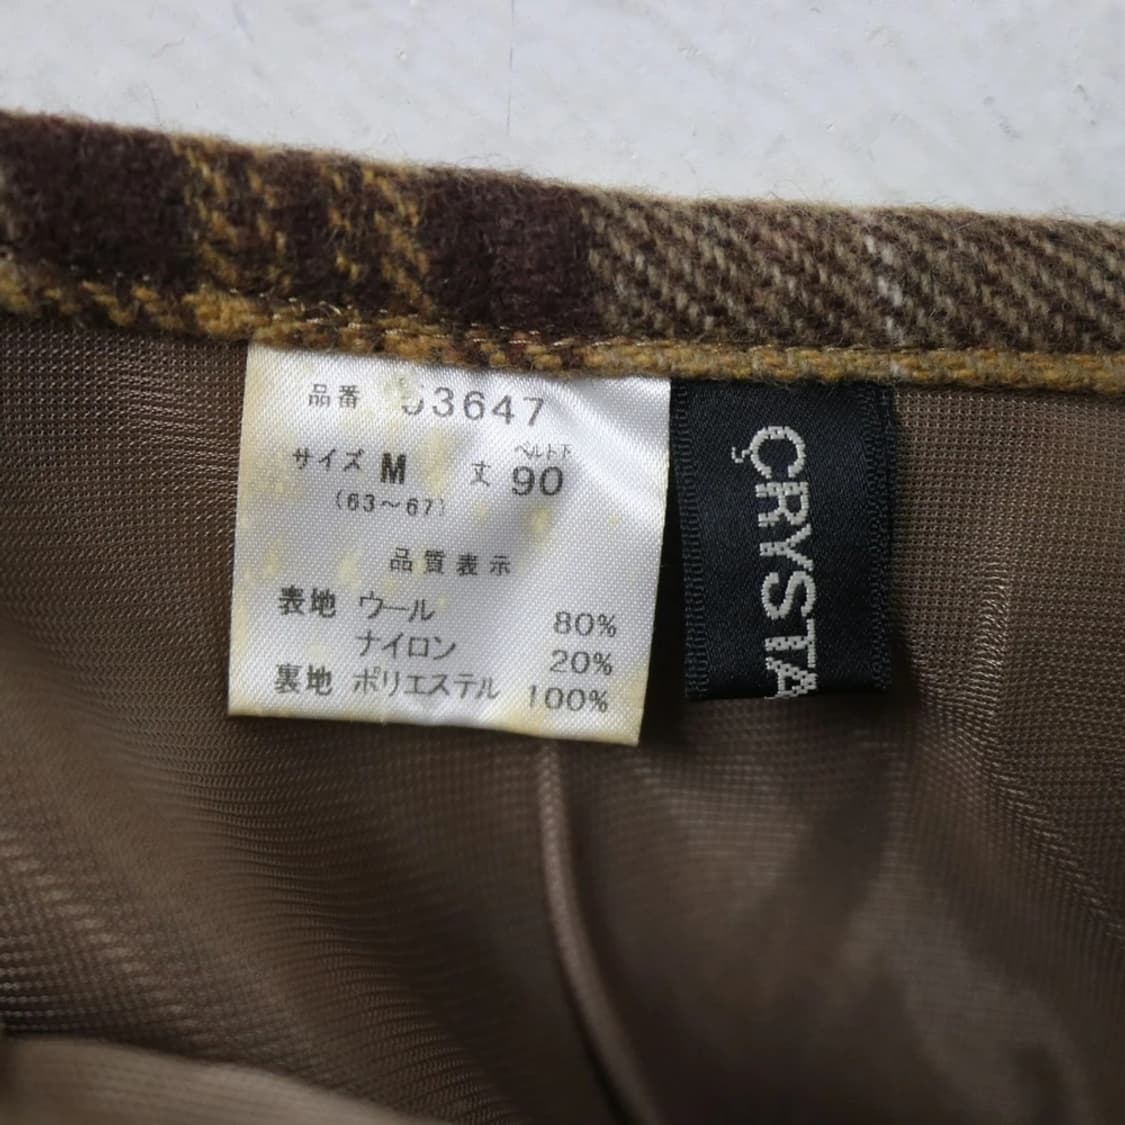 品番 53647
サイズ M 丈 ベルト下 90
(63～67)
品質表示
表地 ウール 80%
ナイロン 20%
裏地 ポリエステル 100%
CRYSTA